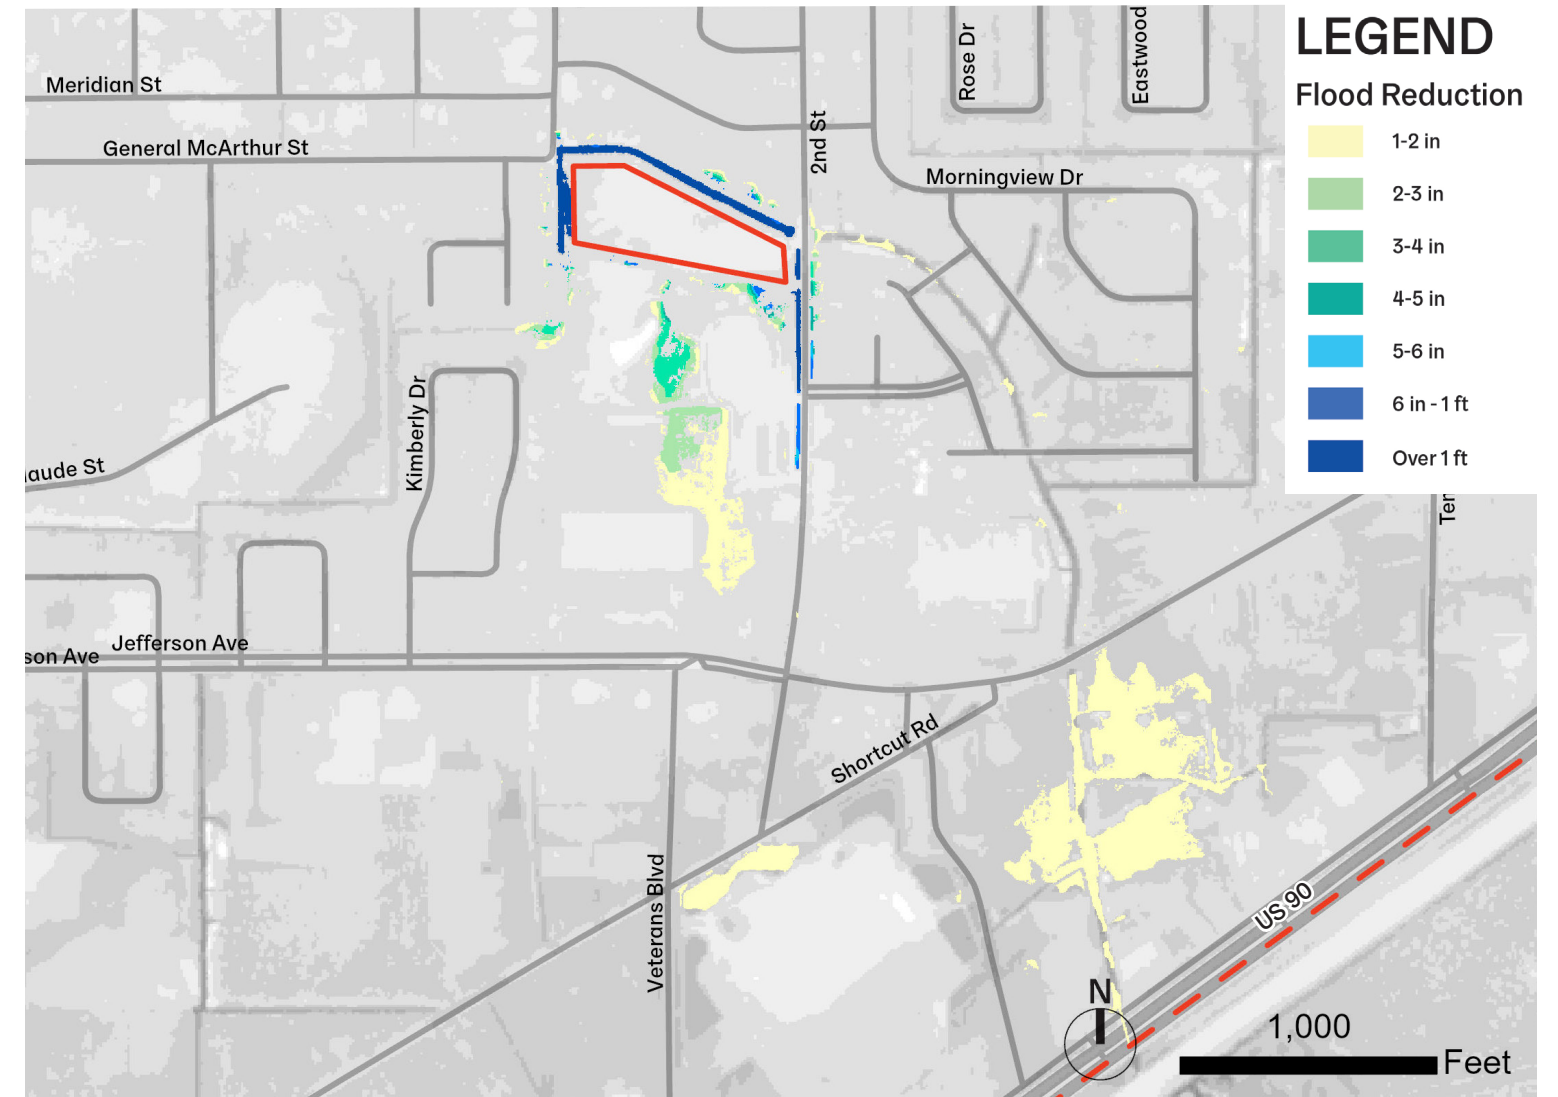 LEGEND
Flood Reduction
1-2 in
2-3 in
3-4 in
4-5 in
5-6 in
6 in - 1 ft
Over 1 ft
Meridian St
General McArthur St
2nd St
Rose Dr
Eastwood
Morningview Dr
Kimberly Dr
laude St
Ter
Jefferson Ave
son Ave
Shortcut Rd
Veterans Blvd
US 90
N
1,000
Feet